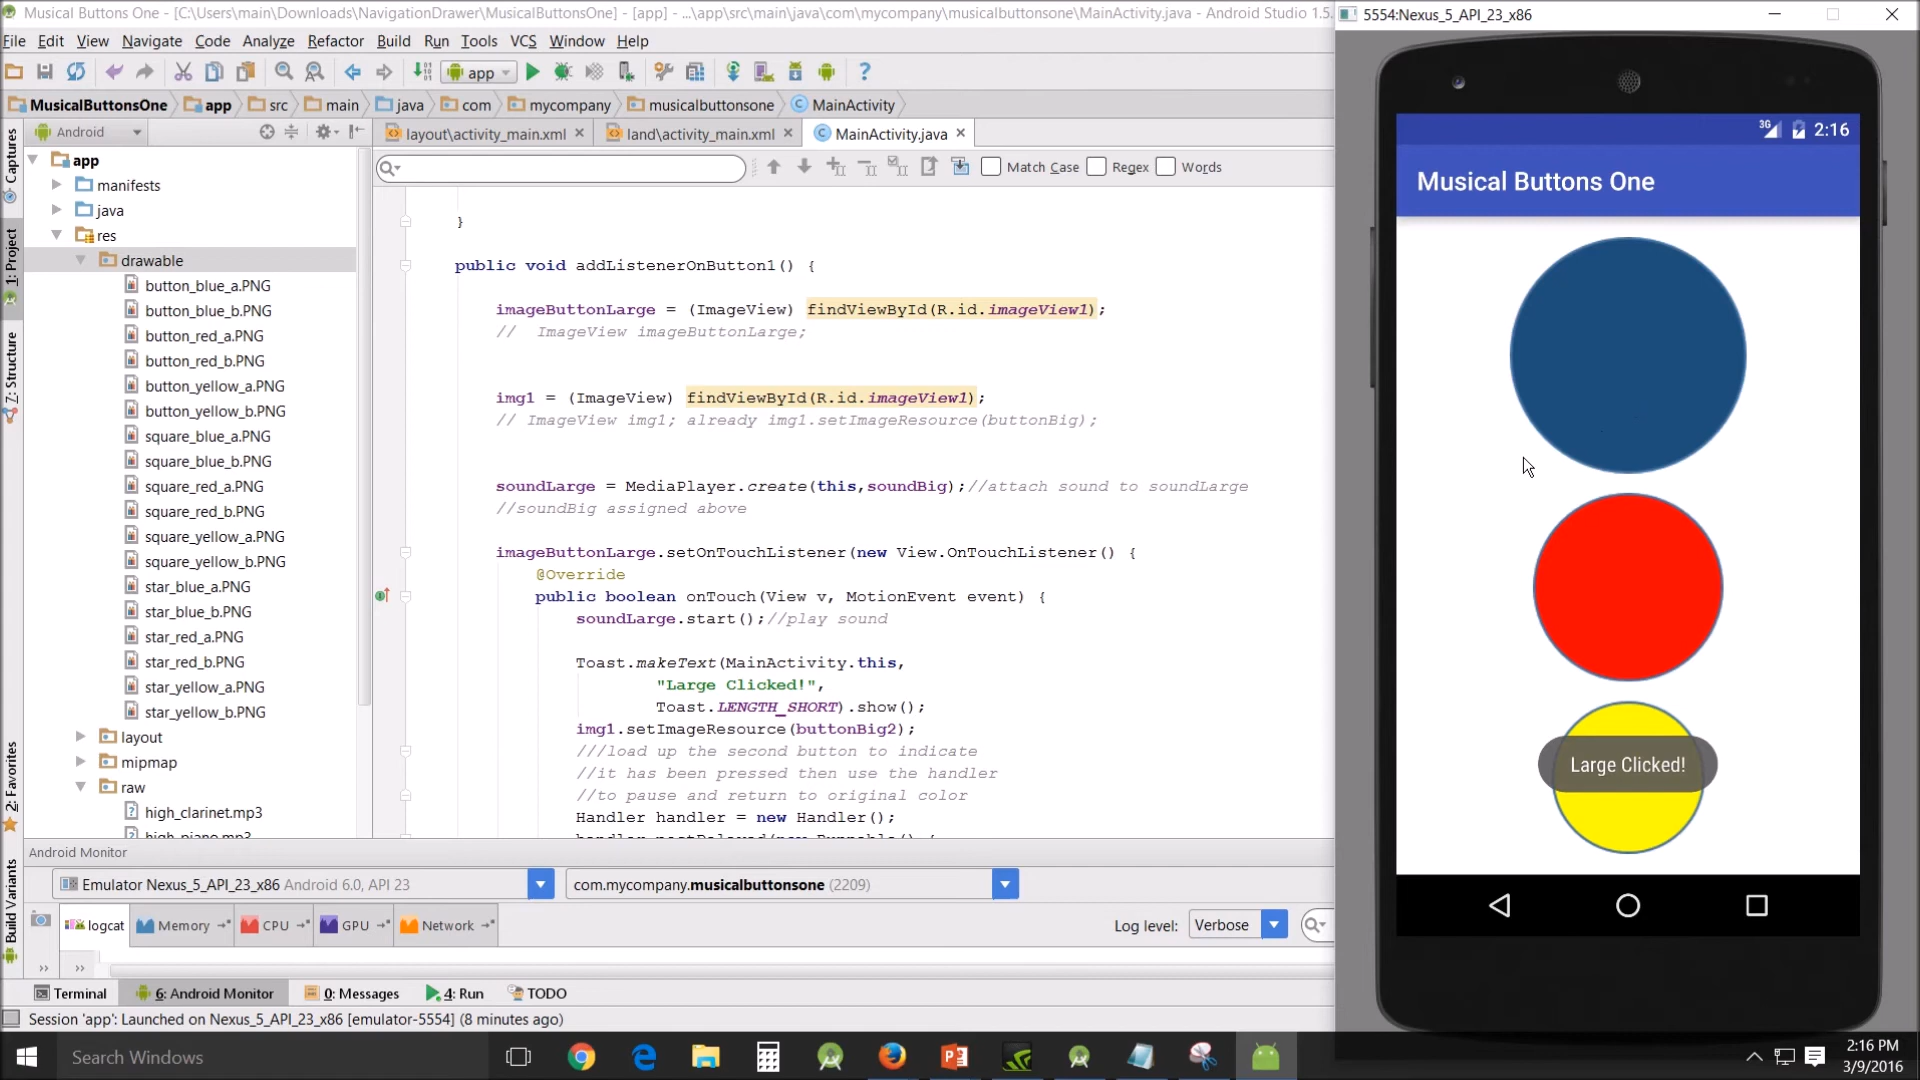 Musical Buttons One - [C:\Users\main\Downloads\NavigationDrawer\MusicalButtonsOne] - [app] - ...\app\src\main\java\com\mycompany\musicalbuttonsone\MainActivity.java - Android Studio 1.5.
File Edit View Navigate Code Analyze Refactor Build Run Tools VCS Window Help
app
MusicalButtonsOne app src main java com mycompany musicalbuttonsone MainActivity
Android
layout\activity_main.xml land\activity_main.xml MainActivity.java
Match Case Regex Words
Captures
1: Project
Z: Structure
2: Favorites
Build Variants
app
manifests
java
res
drawable
button_blue_a.PNG
button_blue_b.PNG
button_red_a.PNG
button_red_b.PNG
button_yellow_a.PNG
button_yellow_b.PNG
square_blue_a.PNG
square_blue_b.PNG
square_red_a.PNG
square_red_b.PNG
square_yellow_a.PNG
square_yellow_b.PNG
star_blue_a.PNG
star_blue_b.PNG
star_red_a.PNG
star_red_b.PNG
star_yellow_a.PNG
star_yellow_b.PNG
layout
mipmap
raw
high_clarinet.mp3
high_piano.mp3
}
public void addListenerOnButton1() {
imageButtonLarge = (ImageView) findViewById(R.id.imageView1);
// ImageView imageButtonLarge;
img1 = (ImageView) findViewById(R.id.imageView1);
// ImageView img1; already img1.setImageResource(buttonBig);
soundLarge = MediaPlayer.create(this,soundBig);//attach sound to soundLarge
//soundBig assigned above
imageButtonLarge.setOnTouchListener(new View.OnTouchListener() {
@Override
public boolean onTouch(View v, MotionEvent event) {
soundLarge.start();//play sound
Toast.makeText(MainActivity.this,
"Large Clicked!",
Toast.LENGTH_SHORT).show();
img1.setImageResource(buttonBig2);
///load up the second button to indicate
//it has been pressed then use the handler
//to pause and return to original color
Handler handler = new Handler();
handler.postDelayed(new Runnable() {
Android Monitor
Emulator Nexus_5_API_23_x86 Android 6.0, API 23
com.mycompany.musicalbuttonsone (2209)
logcat Memory CPU GPU Network
Log level: Verbose
Terminal 6: Android Monitor 0: Messages 4: Run TODO
Session 'app': Launched on Nexus_5_API_23_x86 [emulator-5554] (8 minutes ago)
5554:Nexus_5_API_23_x86
3G 2:16
Musical Buttons One
Large Clicked!
Search Windows
2:16 PM
3/9/2016